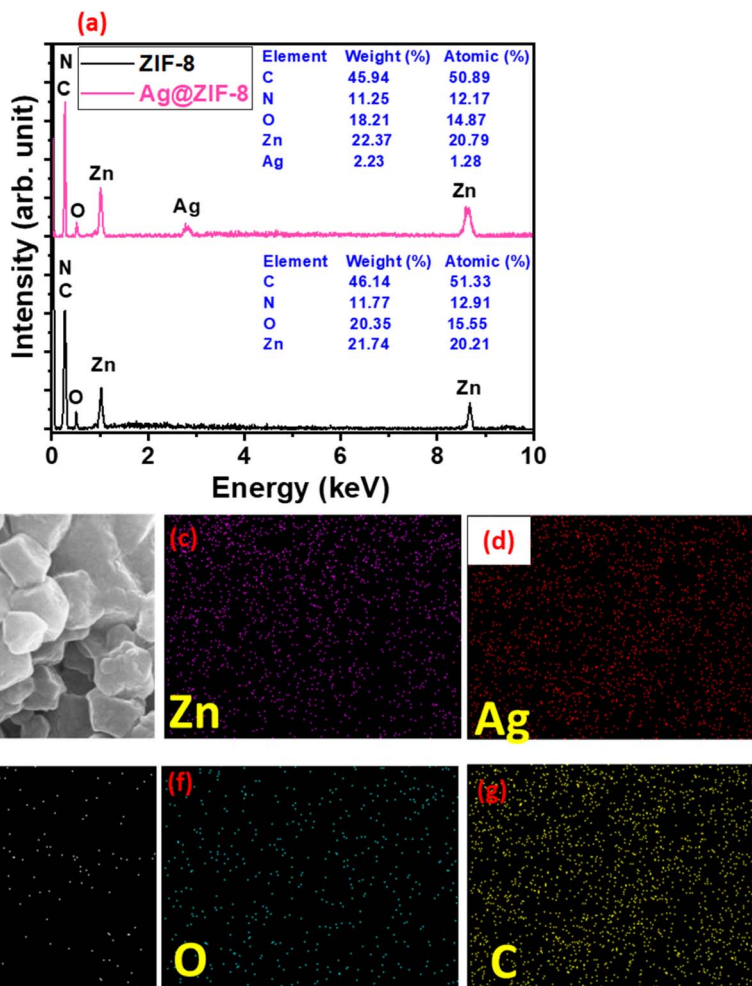 (a)
N
C
ZIF-8
Ag@ZIF-8
Element Weight (%) Atomic (%)
C 45.94 50.89
N 11.25 12.17
O 18.21 14.87
Zn 22.37 20.79
Ag 2.23 1.28
O
Zn
Ag
Zn
Element Weight (%) Atomic (%)
C 46.14 51.33
N 11.77 12.91
O 20.35 15.55
Zn 21.74 20.21
N
C
O
Zn
Zn
Intensity (arb. unit)
0 2 4 6 8 10
Energy (keV)
(c)
Zn
(d)
Ag
(f)
O
(g)
C